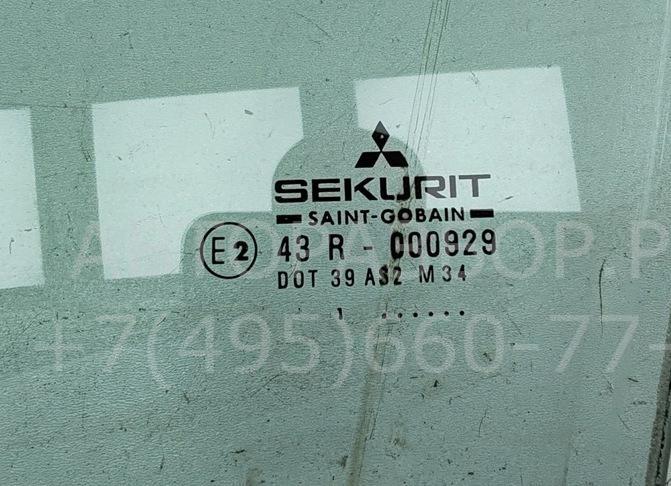 SEKURIT
SAINT-GOBAIN
E2 43 R - 000929
DOT 39 AS2 M34
1 ......
+7(495)660-77-